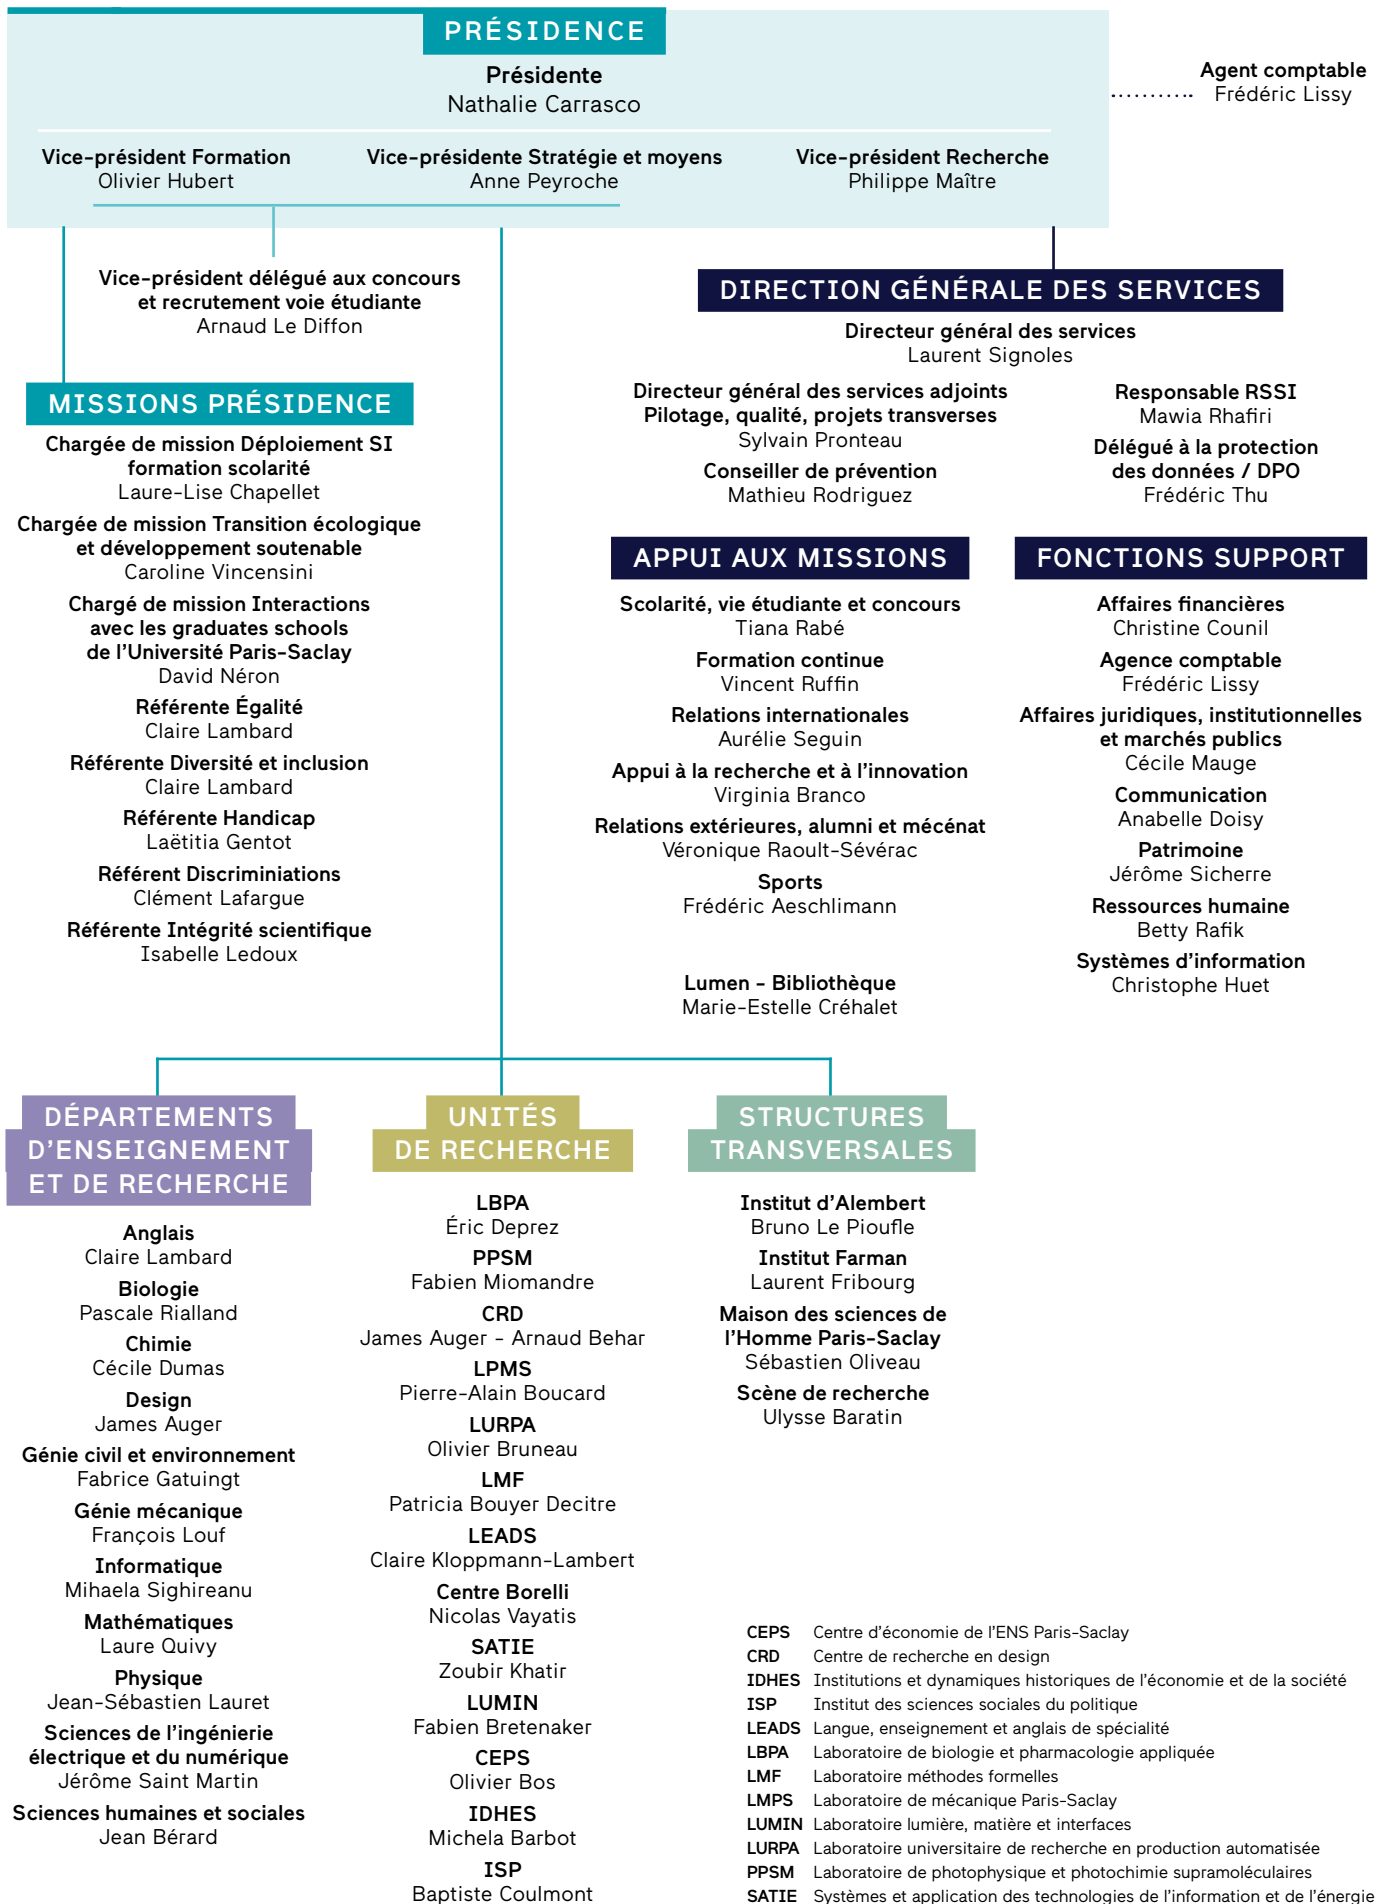 PRÉSIDENCE
Présidente
Nathalie Carrasco
Agent comptable
Frédéric Lissy
Vice-président Formation
Olivier Hubert
Vice-présidente Stratégie et moyens
Anne Peyroche
Vice-président Recherche
Philippe Maître
Vice-président délégué aux concours
et recrutement voie étudiante
Arnaud Le Diffon
MISSIONS PRÉSIDENCE
Chargée de mission Déploiement SI
formation scolarité
Laure-Lise Chapellet
Chargée de mission Transition écologique
et développement soutenable
Caroline Vincensini
Chargé de mission Interactions
avec les graduates schools
de l'Université Paris-Saclay
David Néron
Référente Égalité
Claire Lambard
Référente Diversité et inclusion
Claire Lambard
Référente Handicap
Laëtitia Gentot
Référent Discriminiations
Clément Lafargue
Référente Intégrité scientifique
Isabelle Ledoux
DIRECTION GÉNÉRALE DES SERVICES
Directeur général des services
Laurent Signoles
Directeur général des services adjoints
Pilotage, qualité, projets transverses
Sylvain Pronteau
Conseiller de prévention
Mathieu Rodriguez
Responsable RSSI
Mawia Rhafiri
Délégué à la protection
des données / DPO
Frédéric Thu
APPUI AUX MISSIONS
Scolarité, vie étudiante et concours
Tiana Rabé
Formation continue
Vincent Ruffin
Relations internationales
Aurélie Seguin
Appui à la recherche et à l'innovation
Virginia Branco
Relations extérieures, alumni et mécénat
Véronique Raoult-Sévérac
Sports
Frédéric Aeschlimann
Lumen - Bibliothèque
Marie-Estelle Créhalet
FONCTIONS SUPPORT
Affaires financières
Christine Counil
Agence comptable
Frédéric Lissy
Affaires juridiques, institutionnelles
et marchés publics
Cécile Mauge
Communication
Anabelle Doisy
Patrimoine
Jérôme Sicherre
Ressources humaine
Betty Rafik
Systèmes d'information
Christophe Huet
DÉPARTEMENTS
D'ENSEIGNEMENT
ET DE RECHERCHE
Anglais
Claire Lambard
Biologie
Pascale Rialland
Chimie
Cécile Dumas
Design
James Auger
Génie civil et environnement
Fabrice Gatuingt
Génie mécanique
François Louf
Informatique
Mihaela Sighireanu
Mathématiques
Laure Quivy
Physique
Jean-Sébastien Lauret
Sciences de l'ingénierie
électrique et du numérique
Jérôme Saint Martin
Sciences humaines et sociales
Jean Bérard
UNITÉS
DE RECHERCHE
LBPA
Éric Deprez
PPSM
Fabien Miomandre
CRD
James Auger - Arnaud Behar
LPMS
Pierre-Alain Boucard
LURPA
Olivier Bruneau
LMF
Patricia Bouyer Decitre
LEADS
Claire Kloppmann-Lambert
Centre Borelli
Nicolas Vayatis
SATIE
Zoubir Khatir
LUMIN
Fabien Bretenaker
CEPS
Olivier Bos
IDHES
Michela Barbot
ISP
Baptiste Coulmont
STRUCTURES
TRANSVERSALES
Institut d'Alembert
Bruno Le Pioufle
Institut Farman
Laurent Fribourg
Maison des sciences de
l'Homme Paris-Saclay
Sébastien Oliveau
Scène de recherche
Ulysse Baratin
CEPS Centre d'économie de l'ENS Paris-Saclay
CRD Centre de recherche en design
IDHES Institutions et dynamiques historiques de l'économie et de la société
ISP Institut des sciences sociales du politique
LEADS Langue, enseignement et anglais de spécialité
LBPA Laboratoire de biologie et pharmacologie appliquée
LMF Laboratoire méthodes formelles
LMPS Laboratoire de mécanique Paris-Saclay
LUMIN Laboratoire lumière, matière et interfaces
LURPA Laboratoire universitaire de recherche en production automatisée
PPSM Laboratoire de photophysique et photochimie supramoléculaires
SATIE Systèmes et application des technologies de l'information et de l'énergie